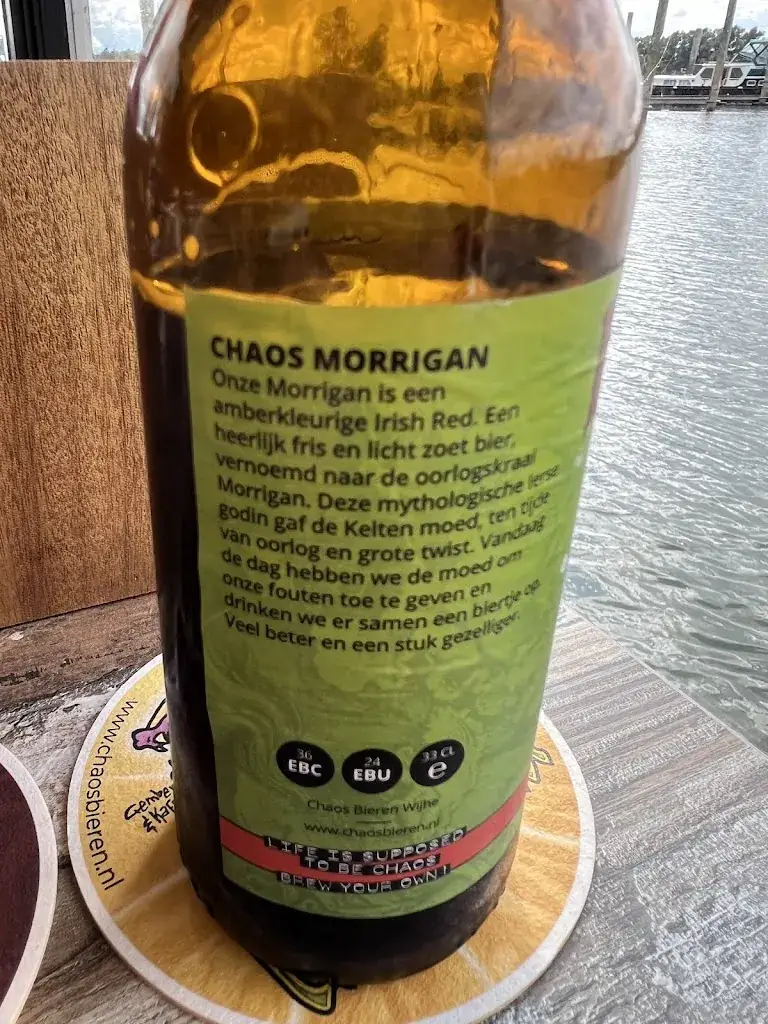 CHAOS MORRIGAN
Onze Morrigan is een
amberkleurige Irish Red. Een
heerlijk fris en licht zoet bier,
vernoemd naar de oorlogskraai
Morrigan. Deze mythologische Ierse
godin gaf de Kelten moed, ten tijde
van oorlog en grote twist. Vandaag
de dag hebben we de moed om
onze fouten toe te geven en
drinken we er samen een biertje op.
Veel beter en een stuk gezelliger.
36 EBC
24 EBU
33 CL e
Chaos Bieren Wijhe
www.chaosbieren.nl
LIFE IS SUPPOSED
TO BE CHAOS
BREW YOUR OWN!
www.chaosbieren.nl